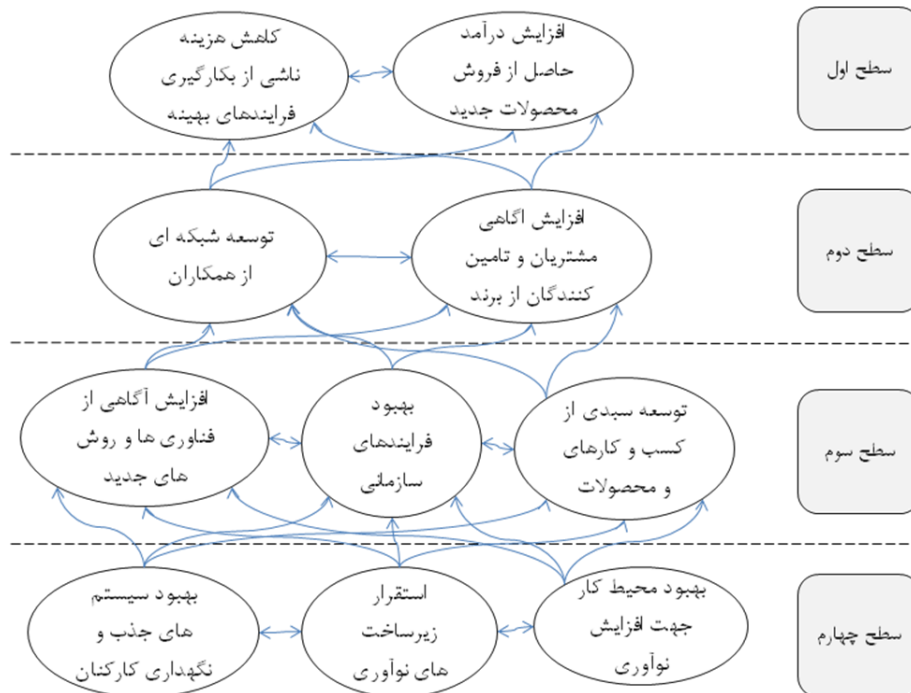 افزایش درآمد
حاصل از فروش
محصولات جدید
کاهش هزینه
ناشی از بکارگیری
فرایندهای بهینه
سطح اول
افزایش اگاهی
مشتریان و تامین
کنندگان از برند
توسعه شبکه ای
از همکاران
سطح دوم
توسعه سبدی از
کسب و کارهای
و محصولات
بهبود
فرایندهای
سازمانی
افزایش آگاهی از
فناوری ها و روش
های جدید
سطح سوم
بهبود محیط کار
جهت افزایش
نوآوری
استقرار
زیرساخت
های نوآوری
بهبود سیستم
های جذب و
نگهداری کارکنان
سطح چهارم